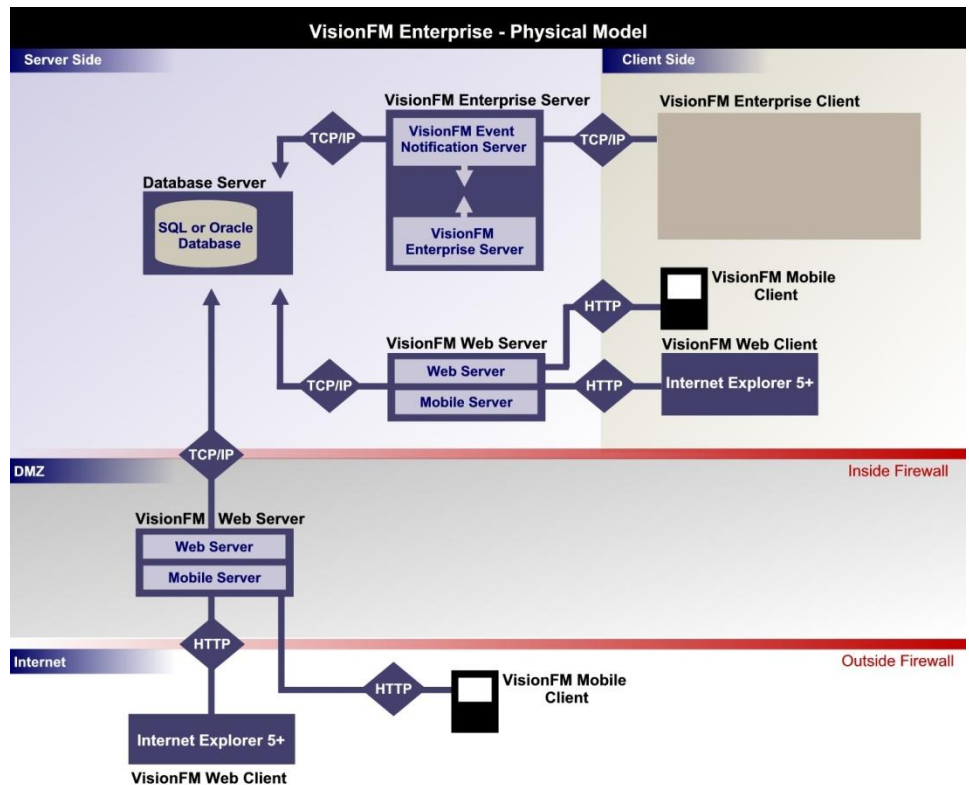 VisionFM Enterprise - Physical Model
Server Side
Client Side
VisionFM Enterprise Server
VisionFM Enterprise Client
TCP/IP
VisionFM Event
Notification Server
TCP/IP
Database Server
SQL or Oracle
Database
VisionFM
Enterprise Server
VisionFM Mobile
Client
HTTP
VisionFM Web Server
VisionFM Web Client
TCP/IP
Web Server
Mobile Server
HTTP
Internet Explorer 5+
TCP/IP
DMZ
Inside Firewall
VisionFM Web Server
Web Server
Mobile Server
HTTP
Internet
Outside Firewall
HTTP
VisionFM Mobile
Client
Internet Explorer 5+
VisionFM Web Client